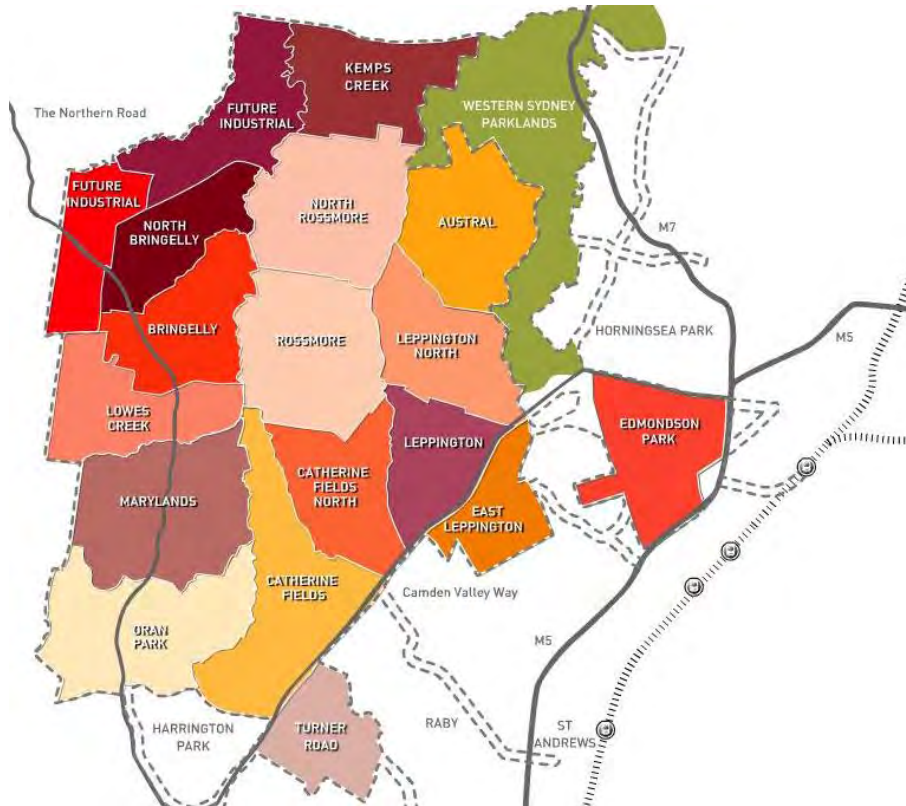 KEMPS
CREEK
WESTERN SYDNEY
PARKLANDS
The Northern Road
FUTURE
INDUSTRIAL
FUTURE
INDUSTRIAL
NORTH
ROSSMORE
AUSTRAL
NORTH
BRINGELLY
M7
BRINGELLY
ROSSMORE
LEPPINGTON
NORTH
HORNINGSEA PARK
M5
LOWES
CREEK
LEPPINGTON
EDMONDSON
PARK
MARYLANDS
CATHERINE
FIELDS
NORTH
EAST
LEPPINGTON
CATHERINE
FIELDS
Camden Valley Way
ORAN
PARK
M5
HARRINGTON
PARK
TURNER
ROAD
RABY
ST
ANDREWS